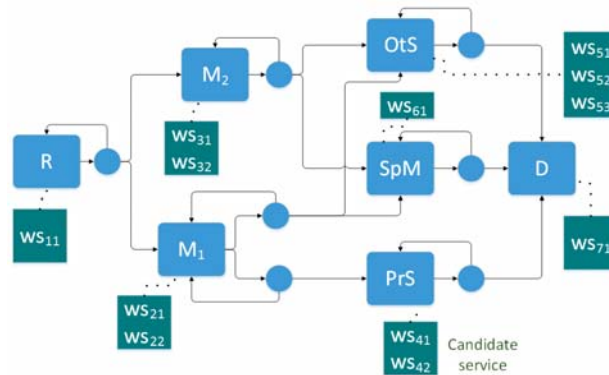 OtS
WS₅₁
WS₅₂
WS₅₃
M₂
WS₃₁
WS₃₂
WS₆₁
R
SpM
D
WS₁₁
WS₇₁
M₁
WS₂₁
WS₂₂
PrS
WS₄₁
WS₄₂
Candidate
service